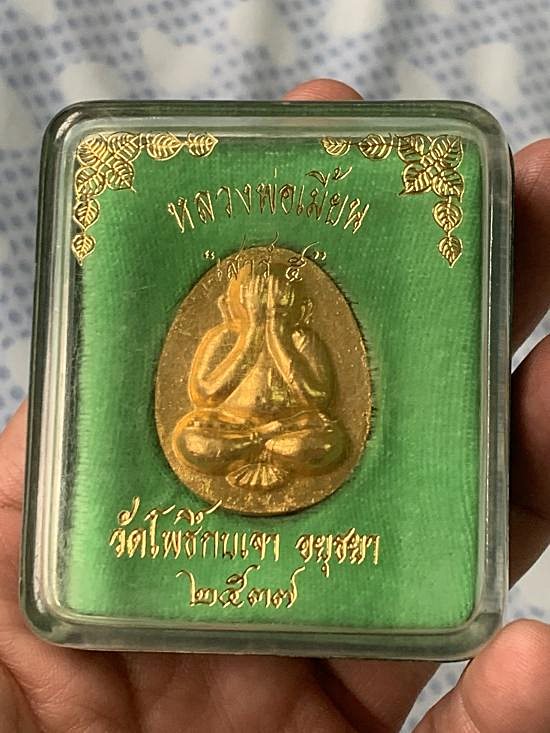 หลวงพ่อเมี้ยน
"เสาร์ ๕"
วัดโพธิ์กบเจา อยุธยา
๒๕๓๗